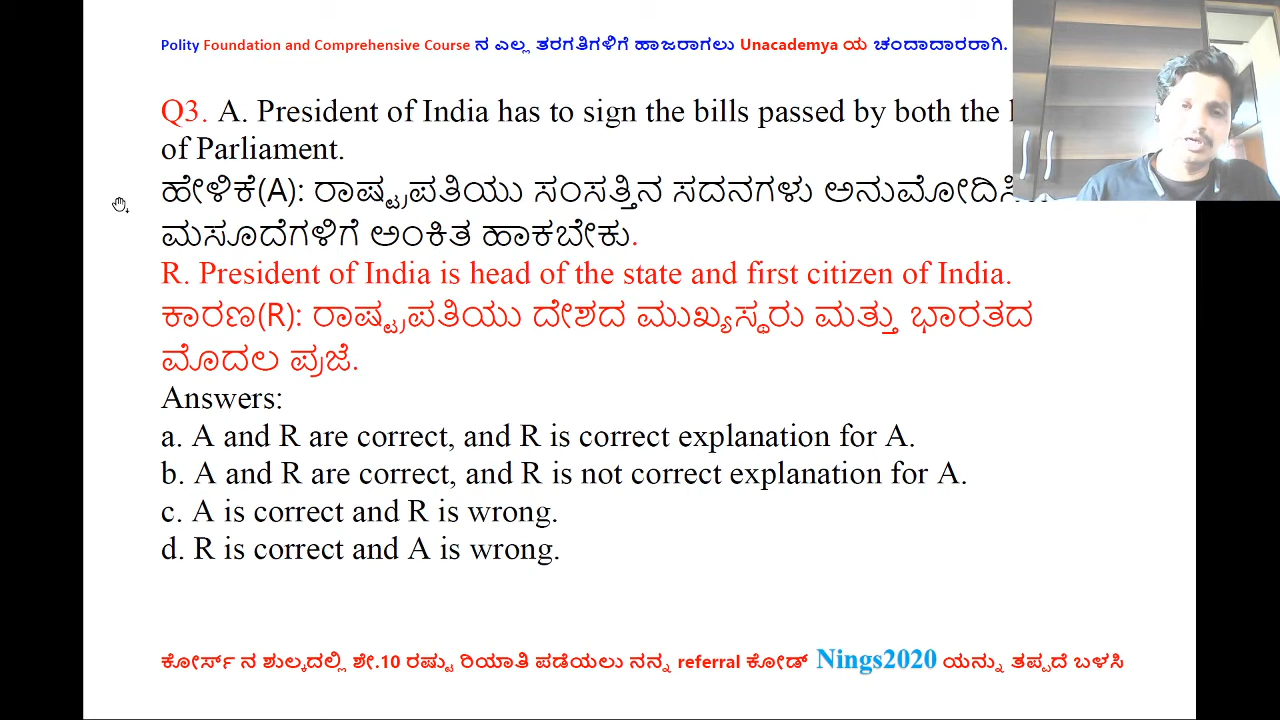 Polity Foundation and Comprehensive Course ನ ಎಲ್ಲ ತರಗತಿಗಳಿಗೆ ಹಾಜರಾಗಲು Unacademya ಯ ಚಂದಾದಾರರಾಗಿ.
Q3. A. President of India has to sign the bills passed by both the
of Parliament.
ಹೇಳಿಕೆ(A): ರಾಷ್ಟ್ರಪತಿಯು ಸಂಸತ್ತಿನ ಸದನಗಳು
ಮಸೂದೆಗಳಿಗೆ ಅಂಕಿತ ಹಾಕಬೇಕು.
R. President of India is head of the state and first citizen of India.
ಕಾರಣ(R): ರಾಷ್ಟ್ರಪತಿಯು ದೇಶದ ಮುಖ್ಯಸ್ಥರು ಮತ್ತು ಭಾರತದ
ಮೊದಲ ಪ್ರಜೆ.
Answers:
a. A and R are correct, and R is correct explanation for A.
b. A and R are correct, and R is not correct explanation for A.
c. A is correct and R is wrong.
d. R is correct and A is wrong.
ಕೋರ್ಸ್ ನ ಶುಲ್ಕದಲ್ಲಿ ಶೇ.10 ರಷ್ಟು ರಿಯಾತಿ ಪಡೆಯಲು ನನ್ನ referral ಕೋಡ್ Nings2020 ಯನ್ನು ತಪ್ಪದೆ ಬಳಸಿ